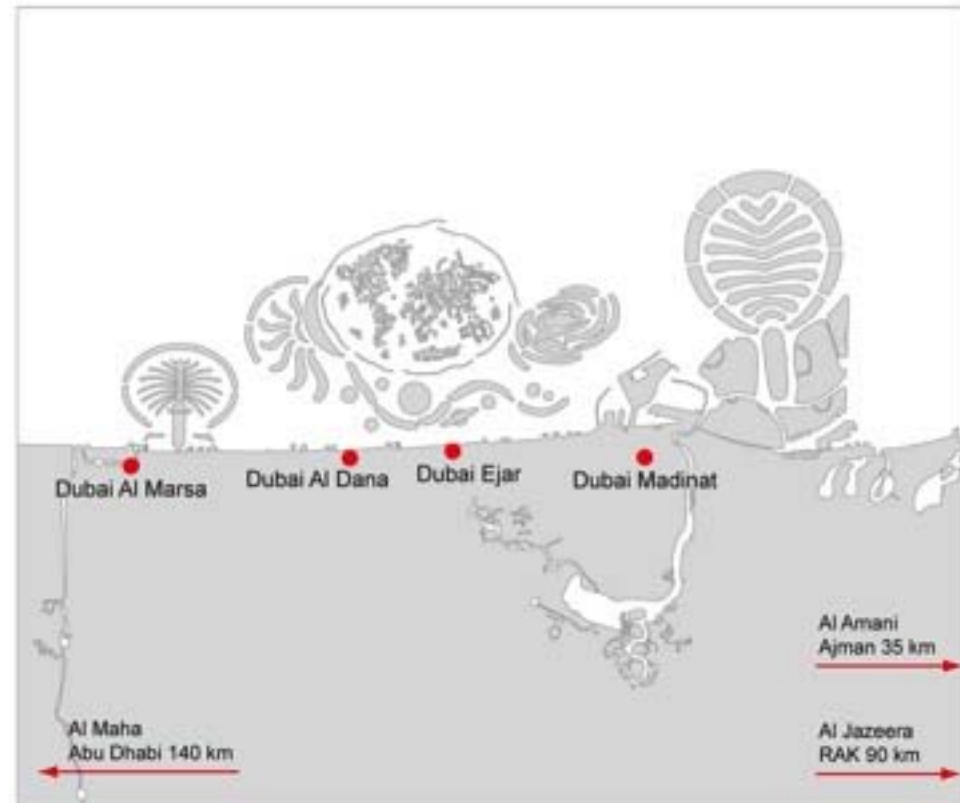 Dubai Al Marsa
Dubai Al Dana
Dubai Ejar
Dubai Madinat
Al Amani
Ajman 35 km
Al Maha
Abu Dhabi 140 km
Al Jazeera
RAK 90 km